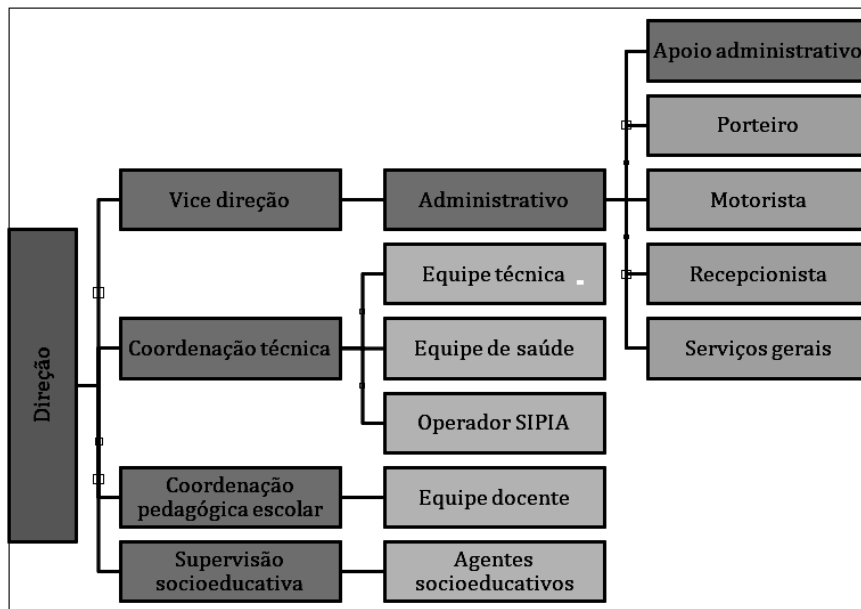 Direção
Vice direção
Administrativo
Apoio administrativo
Porteiro
Motorista
Recepcionista
Serviços gerais
Coordenação técnica
Equipe técnica
Equipe de saúde
Operador SIPIA
Coordenação
pedagógica escolar
Equipe docente
Supervisão
socioeducativa
Agentes
socioeducativos